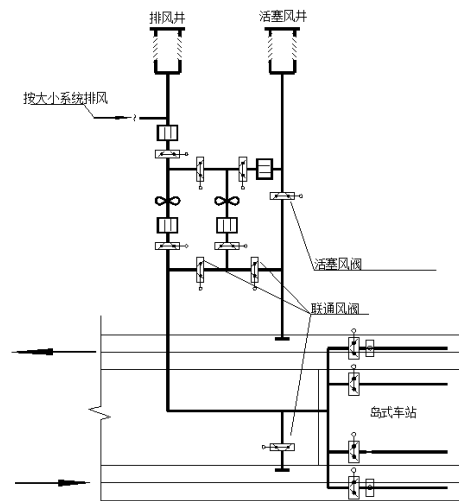 排风井
活塞风井
按大小系统排风
活塞风阀
联通风阀
岛式车站